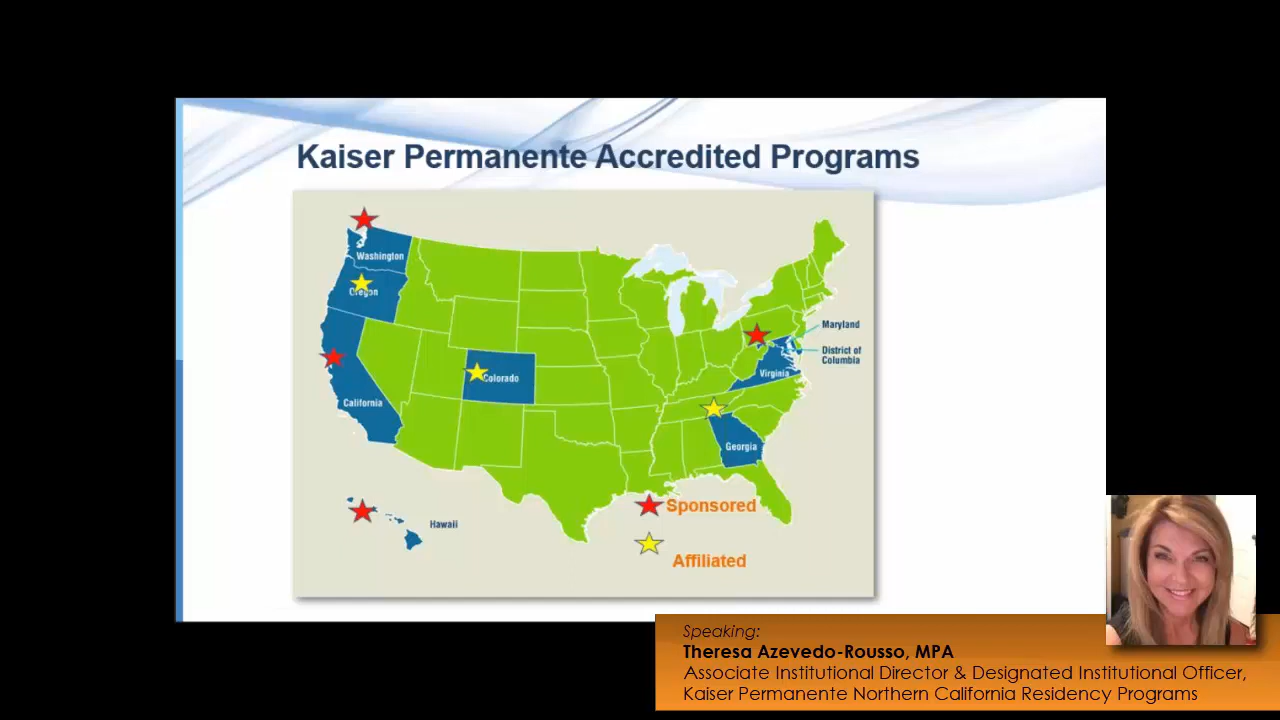 Kaiser Permanente Accredited Programs
Washington
Oregon
Maryland
District of
Columbia
Virginia
Colorado
California
Georgia
Hawaii
Sponsored
Affiliated
Speaking:
Theresa Azevedo-Rousso, MPA
Associate Institutional Director & Designated Institutional Officer,
Kaiser Permanente Northern California Residency Programs